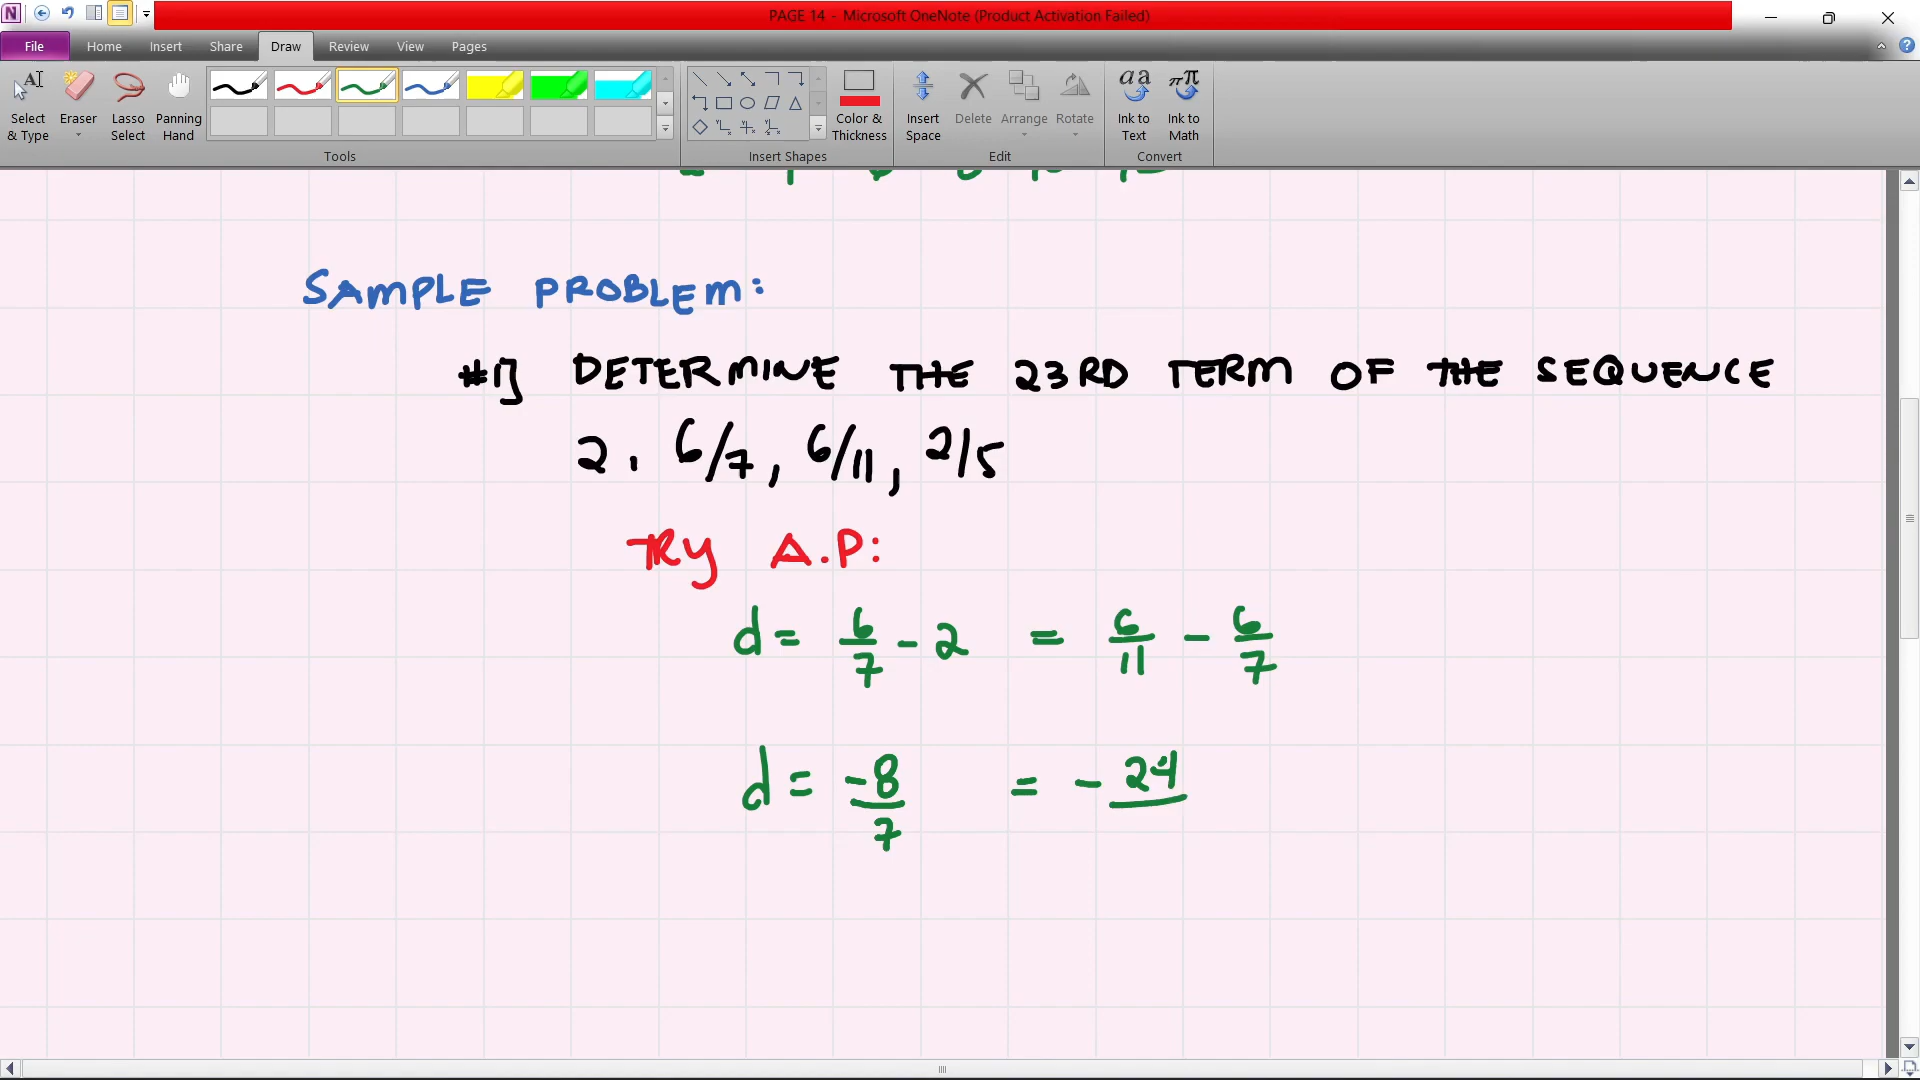 PAGE 14 - Microsoft OneNote (Product Activation Failed)
File Home Insert Share Draw Review View Pages
Select & Type
Eraser
Lasso Select
Panning Hand
Color & Thickness
Insert Space
Delete
Arrange
Rotate
Ink to Text
Ink to Math
Tools Insert Shapes Edit Convert
SAMPLE PROBLEM:
#1] DETERMINE THE 23RD TERM OF THE SEQUENCE
2, 6/7, 6/11, 2/5
TRY A.P:
d = 6/7 - 2 = 6/11 - 6/7
d = -8/7 = - 24